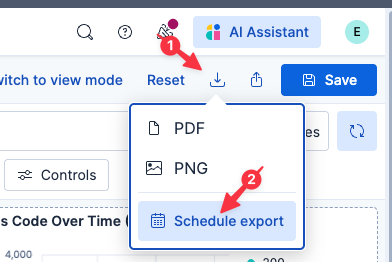 AI Assistant
E
1
witch to view mode
Reset
Save
PDF
PNG
Controls
2
Schedule export
s Code Over Time (
4,000
200